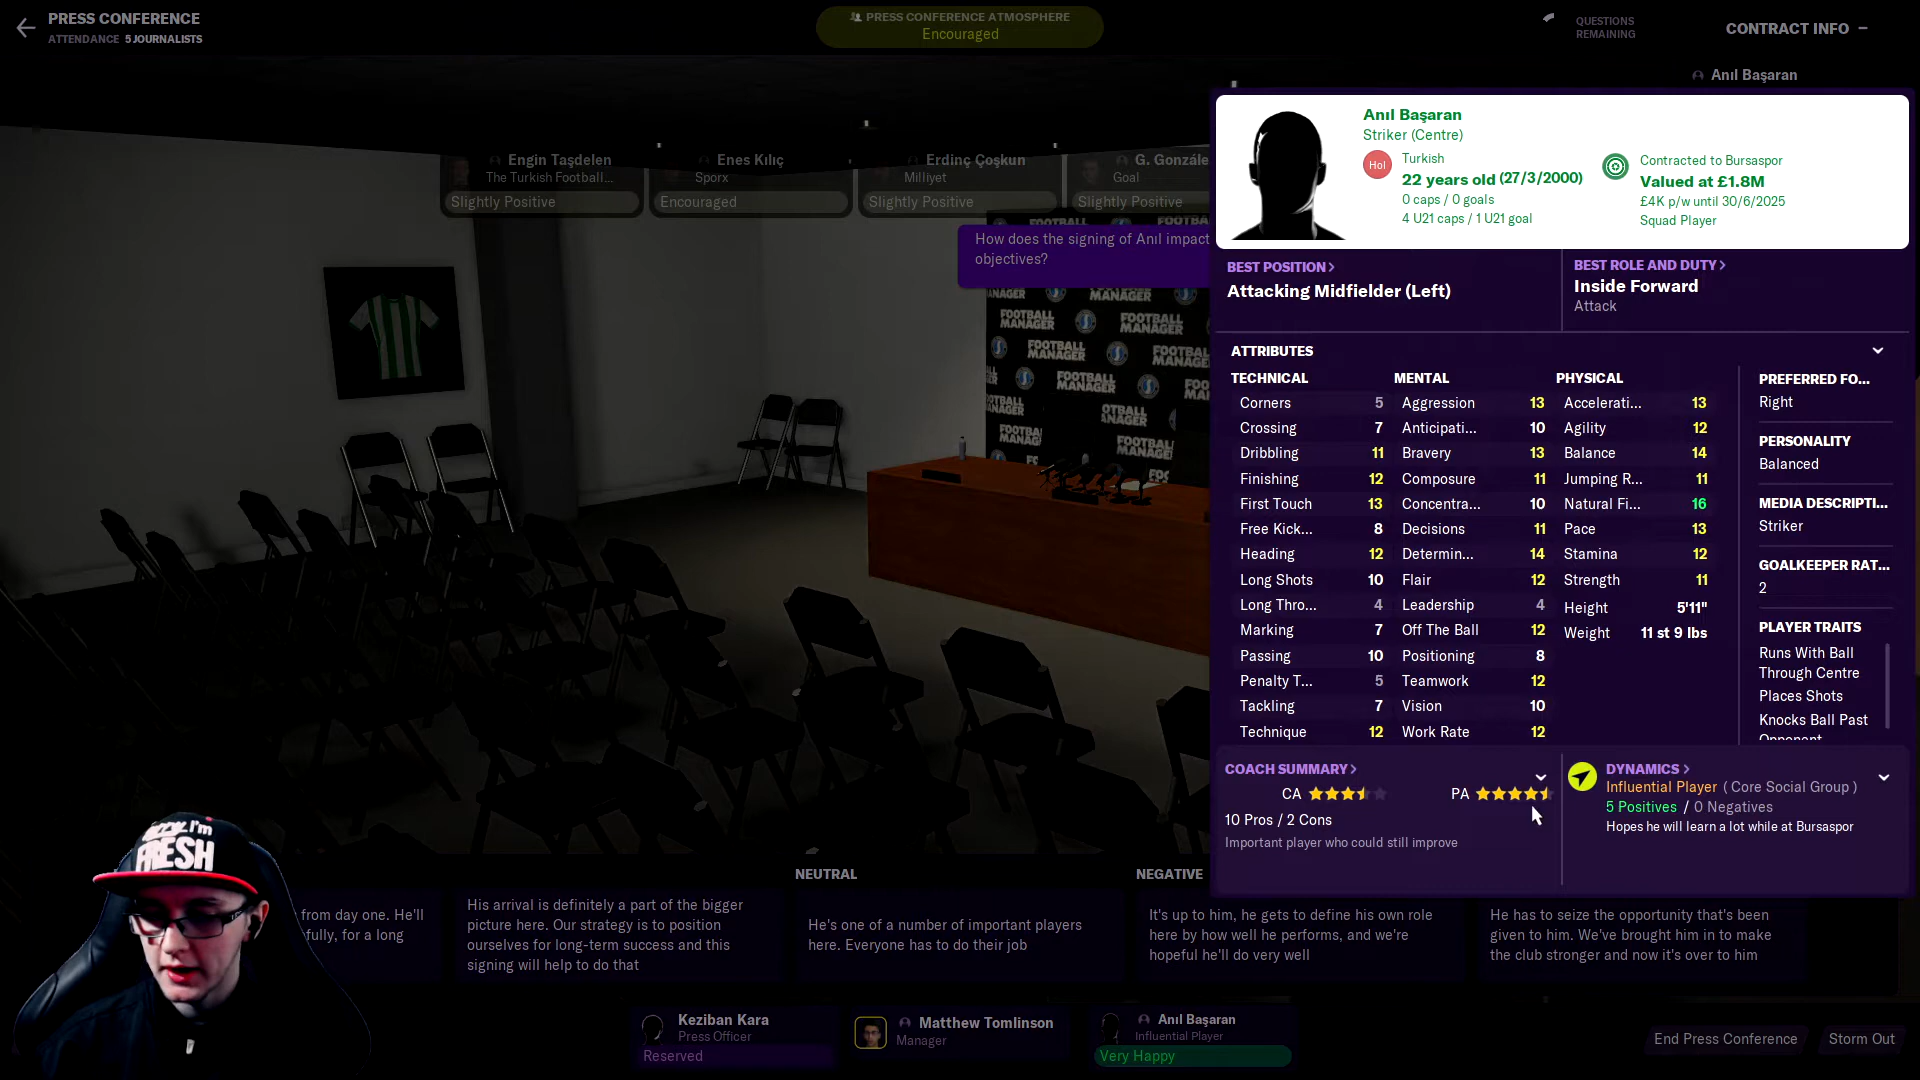 PRESS CONFERENCE
ATTENDANCE 5 JOURNALISTS
PRESS CONFERENCE ATMOSPHERE
Encouraged
QUESTIONS
REMAINING
CONTRACT INFO
Anıl Başaran
Engin Taşdelen
The Turkish Football...
Slightly Positive
Enes Kılıç
Sporx
Encouraged
Erdinç Çoşkun
Milliyet
Slightly Positive
G. Gonzále
Goal
Slightly Positive
How does the signing of Anıl impact
objectives?
FOOTBALL
MANAGER
Anıl Başaran
Striker (Centre)
Hol
Turkish
22 years old (27/3/2000)
0 caps / 0 goals
4 U21 caps / 1 U21 goal
Contracted to Bursaspor
Valued at £1.8M
£4K p/w until 30/6/2025
Squad Player
BEST POSITION
Attacking Midfielder (Left)
BEST ROLE AND DUTY
Inside Forward
Attack
ATTRIBUTES
TECHNICAL
Corners 5
Crossing 7
Dribbling 11
Finishing 12
First Touch 13
Free Kick... 8
Heading 12
Long Shots 10
Long Thro... 4
Marking 7
Passing 10
Penalty T... 5
Tackling 7
Technique 12
MENTAL
Aggression 13
Anticipati... 10
Bravery 13
Composure 11
Concentra... 10
Decisions 11
Determin... 14
Flair 12
Leadership 4
Off The Ball 12
Positioning 8
Teamwork 12
Vision 10
Work Rate 12
PHYSICAL
Accelerati... 13
Agility 12
Balance 14
Jumping R... 11
Natural Fi... 16
Pace 13
Stamina 12
Strength 11
Height 5'11"
Weight 11 st 9 lbs
PREFERRED FO...
Right
PERSONALITY
Balanced
MEDIA DESCRIPTI...
Striker
GOALKEEPER RAT...
2
PLAYER TRAITS
Runs With Ball
Through Centre
Places Shots
Knocks Ball Past
Opponent
COACH SUMMARY
CA
PA
10 Pros / 2 Cons
Important player who could still improve
DYNAMICS
Influential Player ( Core Social Group )
5 Positives / 0 Negatives
Hopes he will learn a lot while at Bursaspor
NEUTRAL
NEGATIVE
from day one. He'll
fully, for a long
His arrival is definitely a part of the bigger
picture here. Our strategy is to position
ourselves for long-term success and this
signing will help to do that
He's one of a number of important players
here. Everyone has to do their job
It's up to him, he gets to define his own role
here by how well he performs, and we're
hopeful he'll do very well
He has to seize the opportunity that's been
given to him. We've brought him in to make
the club stronger and now it's over to him
I'm
FRESH
Keziban Kara
Press Officer
Reserved
Matthew Tomlinson
Manager
Anıl Başaran
Influential Player
Very Happy
End Press Conference
Storm Out